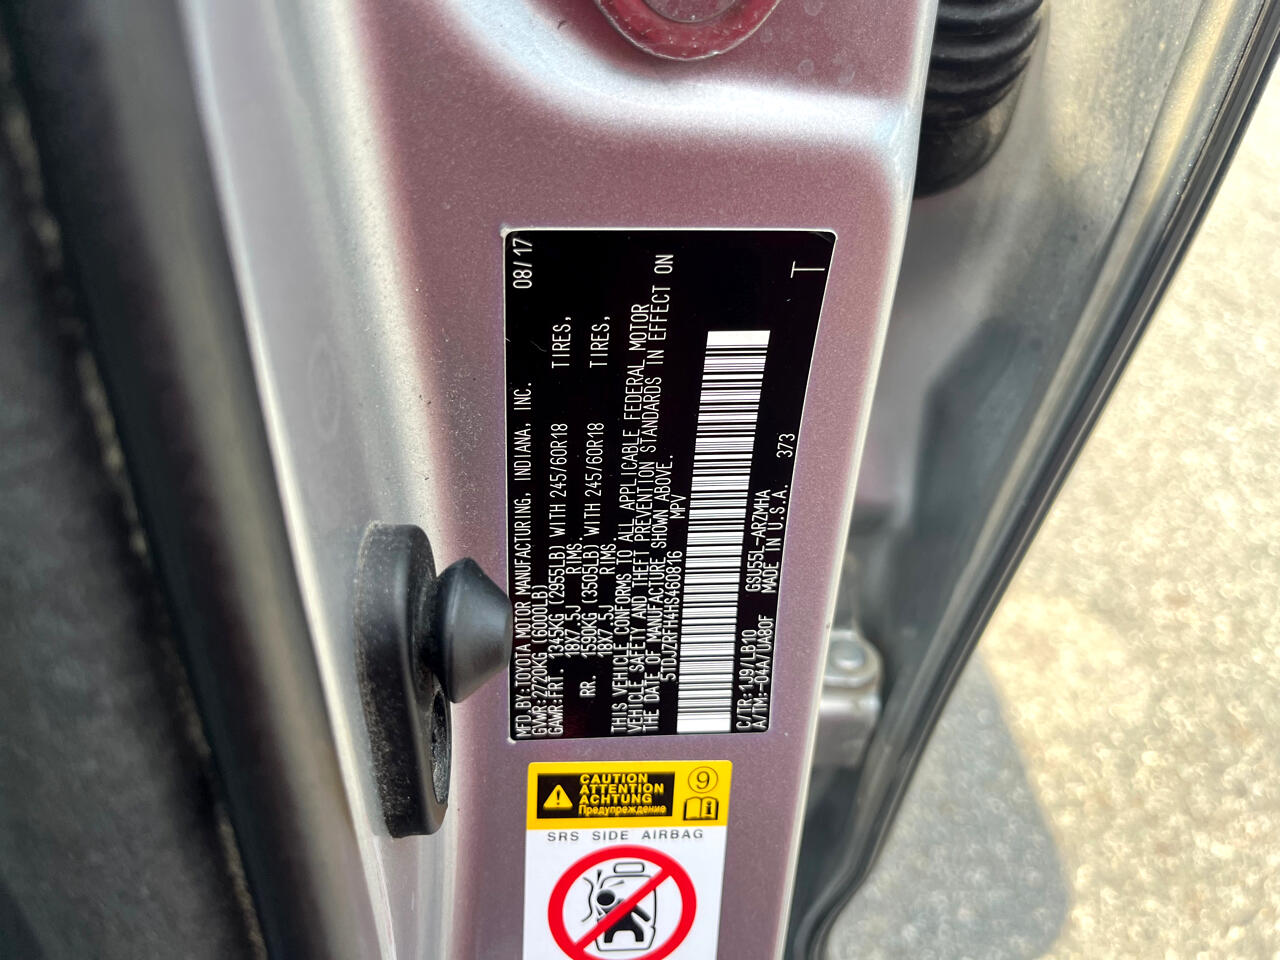 MFD.BY:TOYOTA MOTOR MANUFACTURING, INDIANA, INC. 08/17
GVWR:2720KG (6000LB)
GAWR:FRT. 1345KG (2955LB) WITH 245/60R18 TIRES,
18X7.5J RIMS.
RR. 1590KG (3505LB) WITH 245/60R18 TIRES,
18X7.5J RIMS.
THIS VEHICLE CONFORMS TO ALL APPLICABLE FEDERAL MOTOR
VEHICLE SAFETY AND THEFT PREVENTION STANDARDS IN EFFECT ON
THE DATE OF MANUFACTURE SHOWN ABOVE.
5TDJZRFH4HS460816 MPV
C/TR:1J9/LB10 GSU55L-ARZMHA 373
A/TM:-04A/UA80F MADE IN U.S.A.
T
CAUTION
ATTENTION
ACHTUNG
Предупреждение
9
i
SRS SIDE AIRBAG